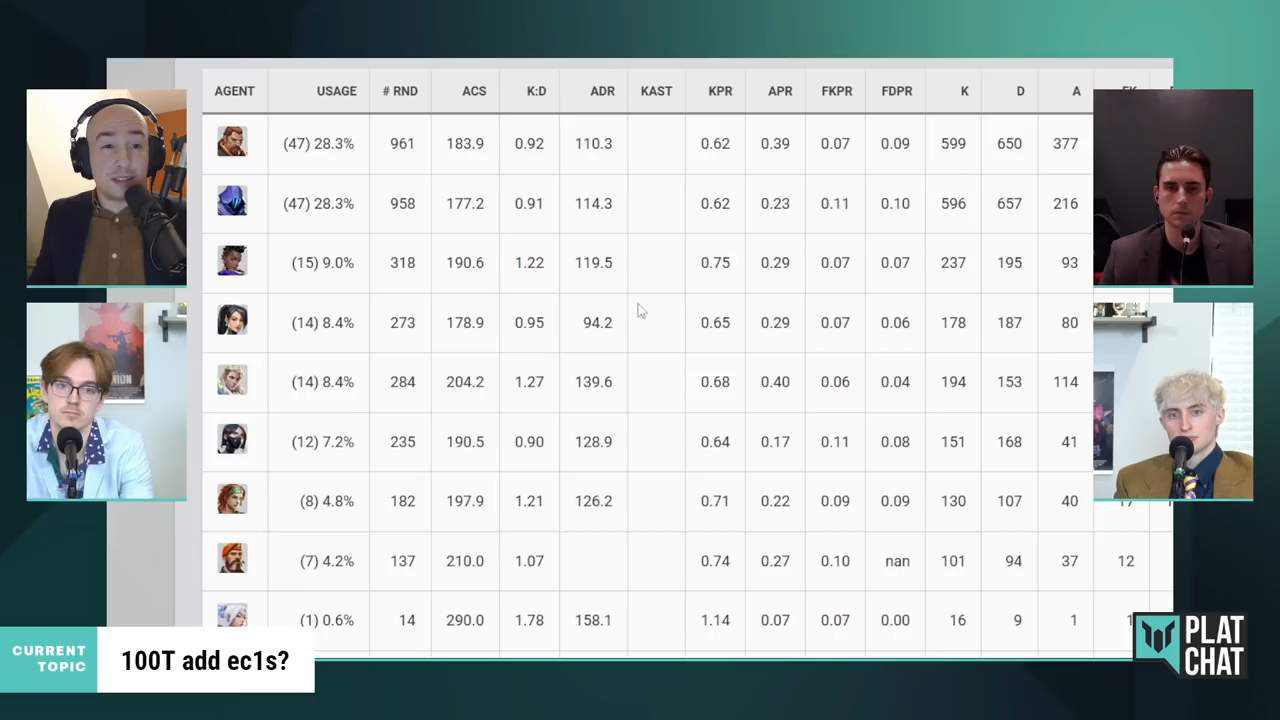 AGENT USAGE # RND ACS K:D ADR KAST KPR APR FKPR FDPR K D A
(47) 28.3% 961 183.9 0.92 110.3 0.62 0.39 0.07 0.09 599 650 377
(47) 28.3% 958 177.2 0.91 114.3 0.62 0.23 0.11 0.10 596 657 216
(15) 9.0% 318 190.6 1.22 119.5 0.75 0.29 0.07 0.07 237 195 93
(14) 8.4% 273 178.9 0.95 94.2 0.65 0.29 0.07 0.06 178 187 80
(14) 8.4% 284 204.2 1.27 139.6 0.68 0.40 0.06 0.04 194 153 114
(12) 7.2% 235 190.5 0.90 128.9 0.64 0.17 0.11 0.08 151 168 41
(8) 4.8% 182 197.9 1.21 126.2 0.71 0.22 0.09 0.09 130 107 40
(7) 4.2% 137 210.0 1.07 0.74 0.27 0.10 nan 101 94 37 12
(1) 0.6% 14 290.0 1.78 158.1 1.14 0.07 0.07 0.00 16 9 1
CURRENT
TOPIC
100T add ec1s?
PLAT
CHAT